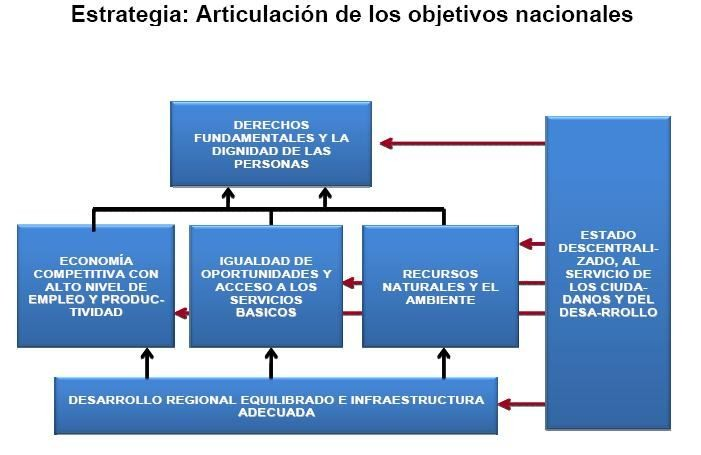 Estrategia: Articulación de los objetivos nacionales
DERECHOS
FUNDAMENTALES Y LA
DIGNIDAD DE LAS
PERSONAS
ECONOMÍA
COMPETITIVA CON
ALTO NIVEL DE
EMPLEO Y PRODUC-
TIVIDAD
IGUALDAD DE
OPORTUNIDADES Y
ACCESO A LOS
SERVICIOS
BASICOS
RECURSOS
NATURALES Y EL
AMBIENTE
ESTADO
DESCENTRALI-
ZADO, AL
SERVICIO DE
LOS CIUDA-
DANOS Y DEL
DESA-RROLLO
DESARROLLO REGIONAL EQUILIBRADO E INFRAESTRUCTURA
ADECUADA